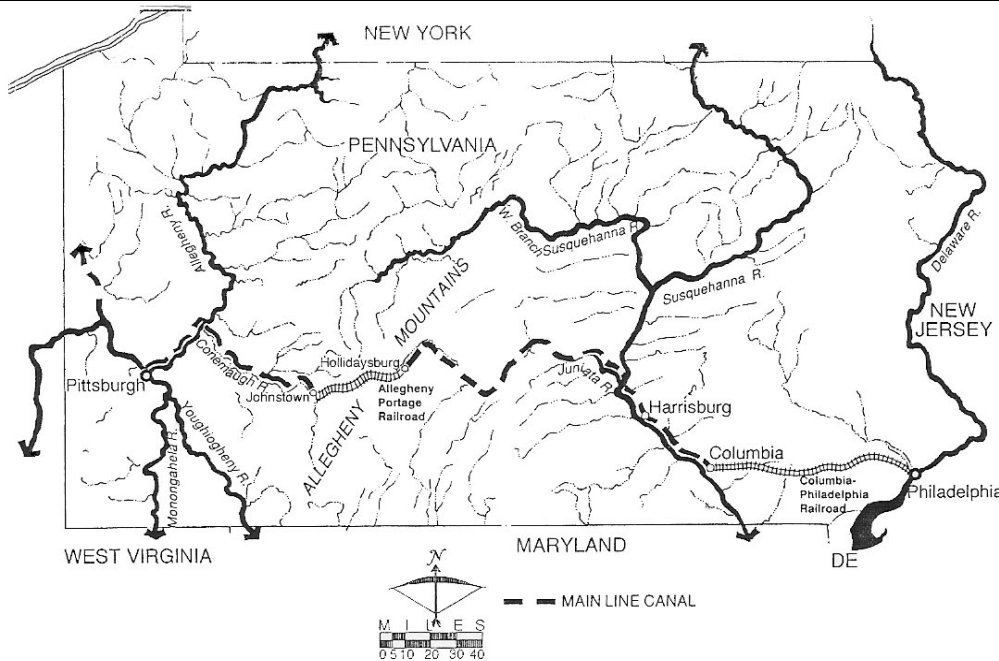 NEW YORK
PENNSYLVANIA
Allegheny R.
W. Branch
Susquehanna R.
Susquehanna R.
Delaware R.
NEW
JERSEY
ALLEGHENY MOUNTAINS
Conemaugh R.
Hollidaysburg
Johnstown
Allegheny
Portage
Railroad
Juniata R.
Pittsburgh
Harrisburg
Columbia
Columbia-
Philadelphia
Railroad
Philadelphia
Youghiogheny R.
Monongahela R.
WEST VIRGINIA
MARYLAND
DE
N
MAIN LINE CANAL
M I L E S
0 5 10 20 30 40